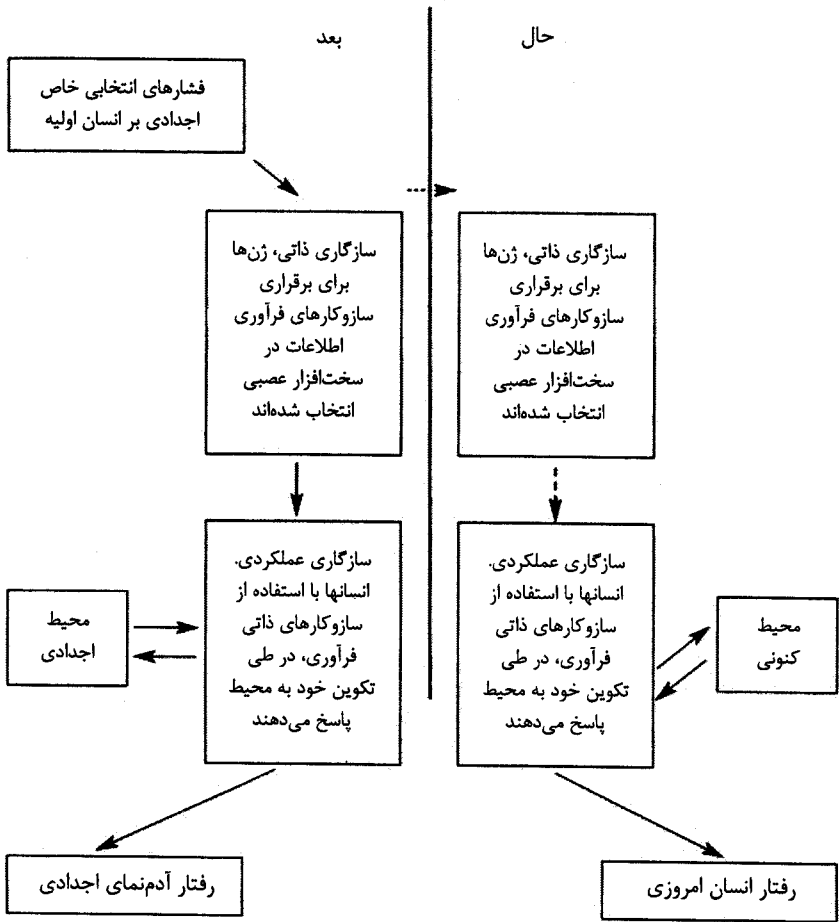 حال
بعد
فشارهای انتخابی خاص
اجدادی بر انسان اولیه
سازگاری ذاتی، ژن‌ها
برای برقراری
سازوکارهای فرآوری
اطلاعات در
سخت‌افزار عصبی
انتخاب شده‌اند
سازگاری ذاتی، ژن‌ها
برای برقراری
سازوکارهای فرآوری
اطلاعات در
سخت‌افزار عصبی
انتخاب شده‌اند
سازگاری عملکردی.
انسانها با استفاده از
سازوکارهای ذاتی
فرآوری، در طی
تکوین خود به محیط
پاسخ می‌دهند
سازگاری عملکردی.
انسانها با استفاده از
سازوکارهای ذاتی
فرآوری، در طی
تکوین خود به محیط
پاسخ می‌دهند
محیط
کنونی
محیط
اجدادی
رفتار انسان امروزی
رفتار آدم‌نمای اجدادی